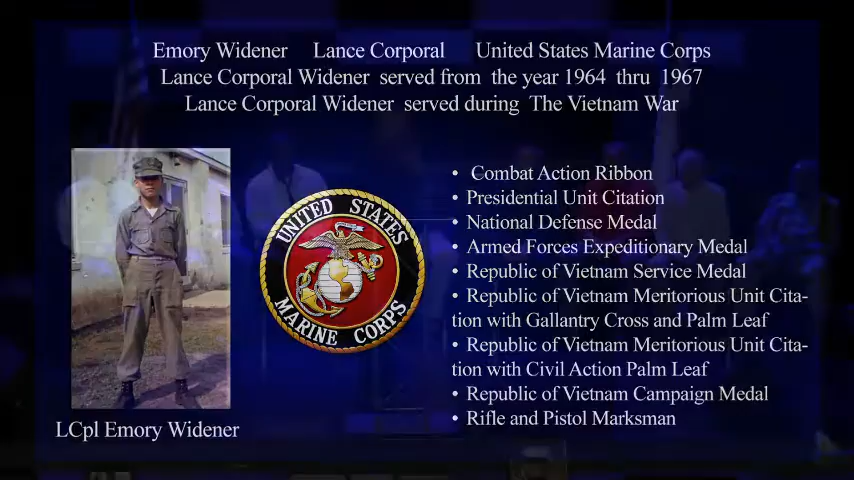 Emory Widener Lance Corporal United States Marine Corps
Lance Corporal Widener served from the year 1964 thru 1967
Lance Corporal Widener served during The Vietnam War
• Combat Action Ribbon
• Presidential Unit Citation
• National Defense Medal
• Armed Forces Expeditionary Medal
• Republic of Vietnam Service Medal
• Republic of Vietnam Meritorious Unit Cita-
tion with Gallantry Cross and Palm Leaf
• Republic of Vietnam Meritorious Unit Cita-
tion with Civil Action Palm Leaf
• Republic of Vietnam Campaign Medal
• Rifle and Pistol Marksman
UNITED STATES
MARINE CORPS
LCpl Emory Widener